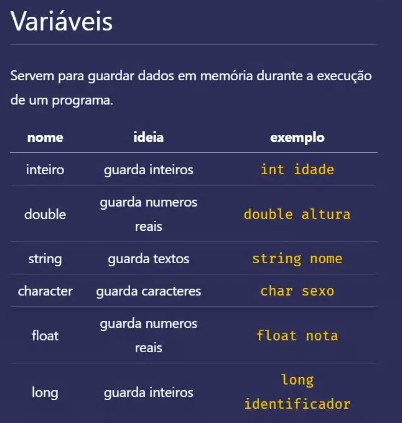 Variáveis
Servem para guardar dados em memória durante a execução
de um programa.
nome ideia exemplo
inteiro guarda inteiros int idade
double guarda numeros reais double altura
string guarda textos string nome
character guarda caracteres char sexo
float guarda numeros reais float nota
long guarda inteiros long identificador